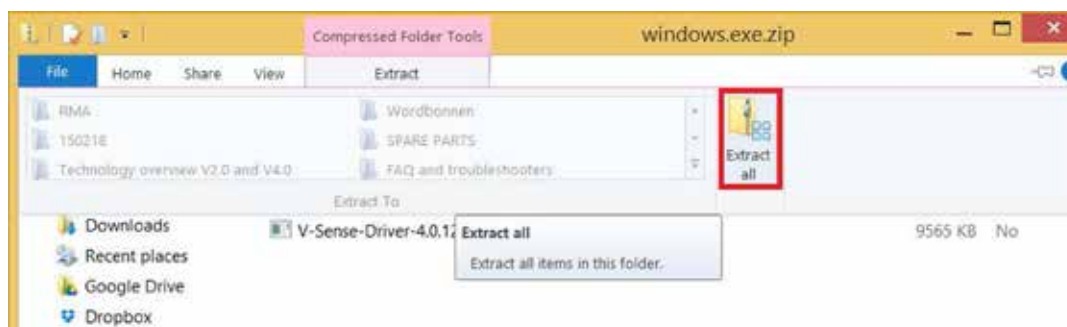 Compressed Folder Tools
windows.exe.zip
File Home Share View Extract
RMA Wordbonnen
150218 SPARE PARTS
Technology overview V2.0 and V4.0 FAQ and troubleshooters
Extract all
Extract To
Downloads V-Sense-Driver-4.0.12 9565 KB No
Extract all
Extract all items in this folder.
Recent places
Google Drive
Dropbox